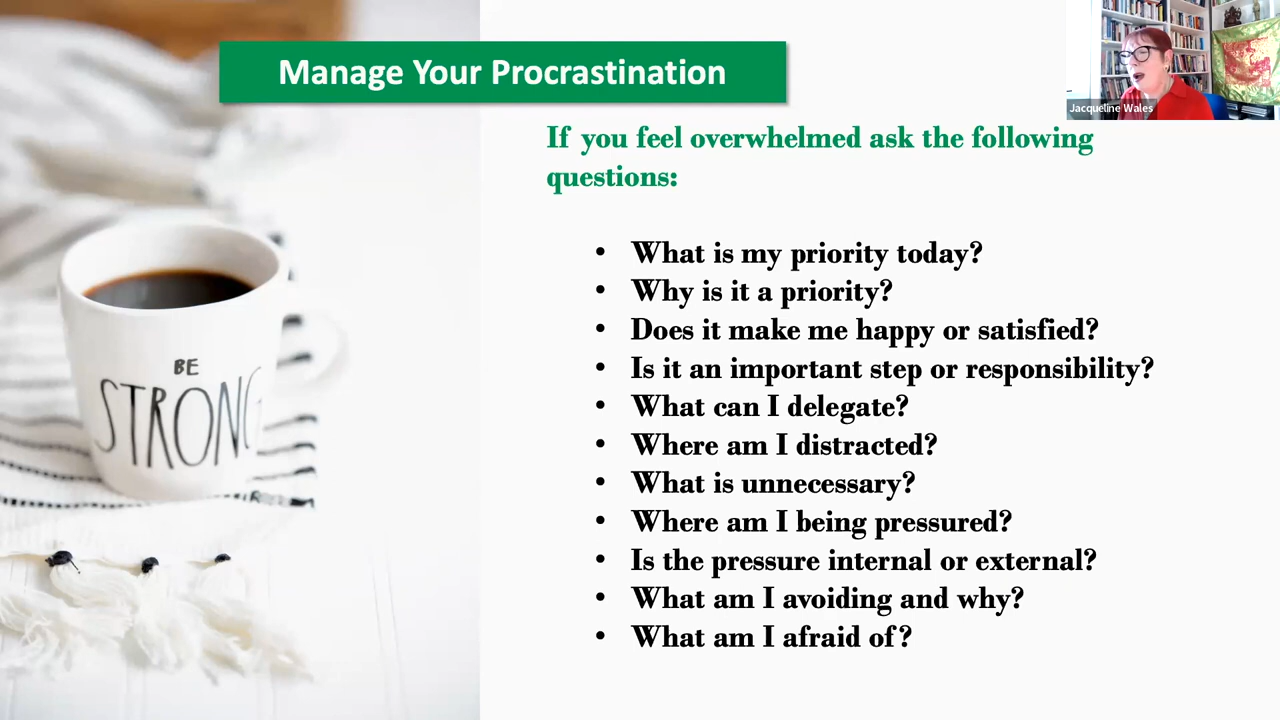 Manage Your Procrastination
Jacqueline Wales
If you feel overwhelmed ask the following
questions:
• What is my priority today?
• Why is it a priority?
• Does it make me happy or satisfied?
• Is it an important step or responsibility?
• What can I delegate?
• Where am I distracted?
• What is unnecessary?
• Where am I being pressured?
• Is the pressure internal or external?
• What am I avoiding and why?
• What am I afraid of?
BE
STRONG